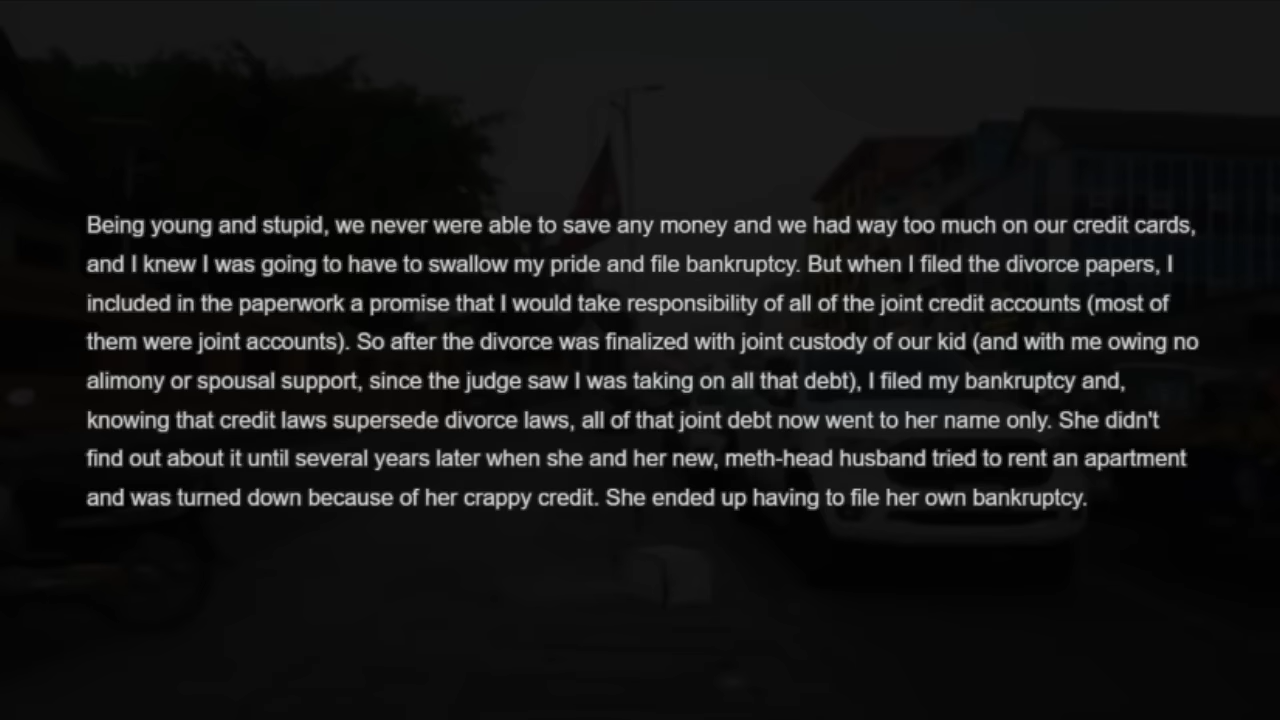 Being young and stupid, we never were able to save any money and we had way too much on our credit cards,
and I knew I was going to have to swallow my pride and file bankruptcy. But when I filed the divorce papers, I
included in the paperwork a promise that I would take responsibility of all of the joint credit accounts (most of
them were joint accounts). So after the divorce was finalized with joint custody of our kid (and with me owing no
alimony or spousal support, since the judge saw I was taking on all that debt), I filed my bankruptcy and,
knowing that credit laws supersede divorce laws, all of that joint debt now went to her name only. She didn't
find out about it until several years later when she and her new, meth-head husband tried to rent an apartment
and was turned down because of her crappy credit. She ended up having to file her own bankruptcy.